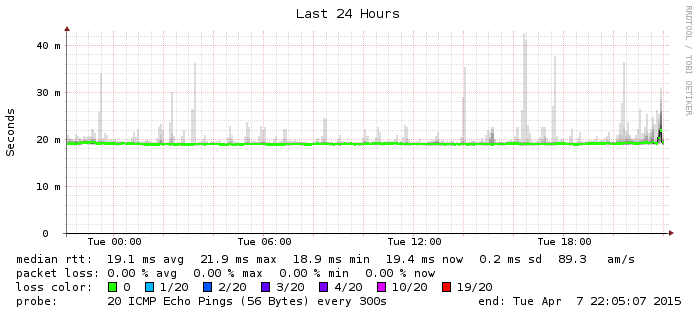 Last 24 Hours
RRDTOOL / TOBI OETIKER
Seconds
40 m
30 m
20 m
10 m
0
Tue 00:00 Tue 06:00 Tue 12:00 Tue 18:00
median rtt: 19.1 ms avg 21.9 ms max 18.9 ms min 19.4 ms now 0.2 ms sd 89.3 am/s
packet loss: 0.00 % avg 0.00 % max 0.00 % min 0.00 % now
loss color: 0 1/20 2/20 3/20 4/20 10/20 19/20
probe: 20 ICMP Echo Pings (56 Bytes) every 300s end: Tue Apr 7 22:05:07 2015